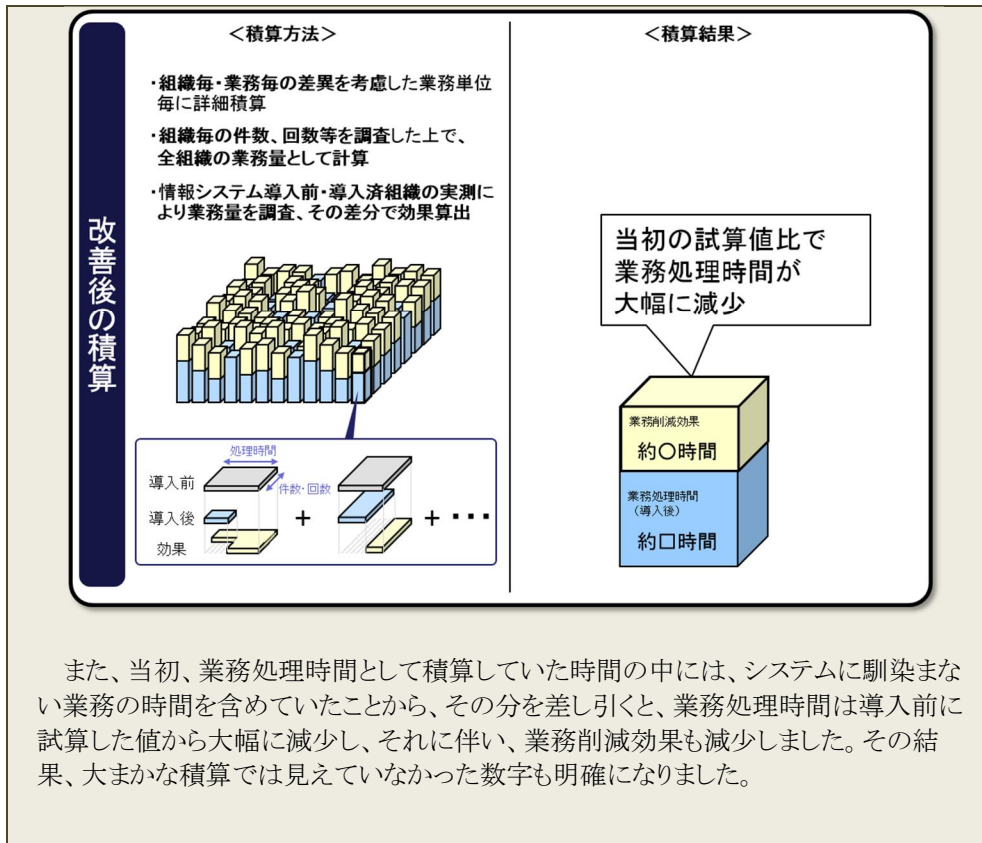 改善後の積算
<積算方法>
・組織毎・業務毎の差異を考慮した業務単位
毎に詳細積算
・組織毎の件数、回数等を調査した上で、
全組織の業務量として計算
・情報システム導入前・導入済組織の実測に
より業務量を調査、その差分で効果算出
処理時間
導入前
件数・回数
導入後
+
+
・・・
効果
<積算結果>
当初の試算値比で
業務処理時間が
大幅に減少
業務削減効果
約〇時間
業務処理時間
(導入後)
約□時間
また、当初、業務処理時間として積算していた時間の中には、システムに馴染まな
い業務の時間を含めていたことから、その分を差し引くと、業務処理時間は導入前に
試算した値から大幅に減少し、それに伴い、業務削減効果も減少しました。その結
果、大まかな積算では見えていなかった数字も明確になりました。